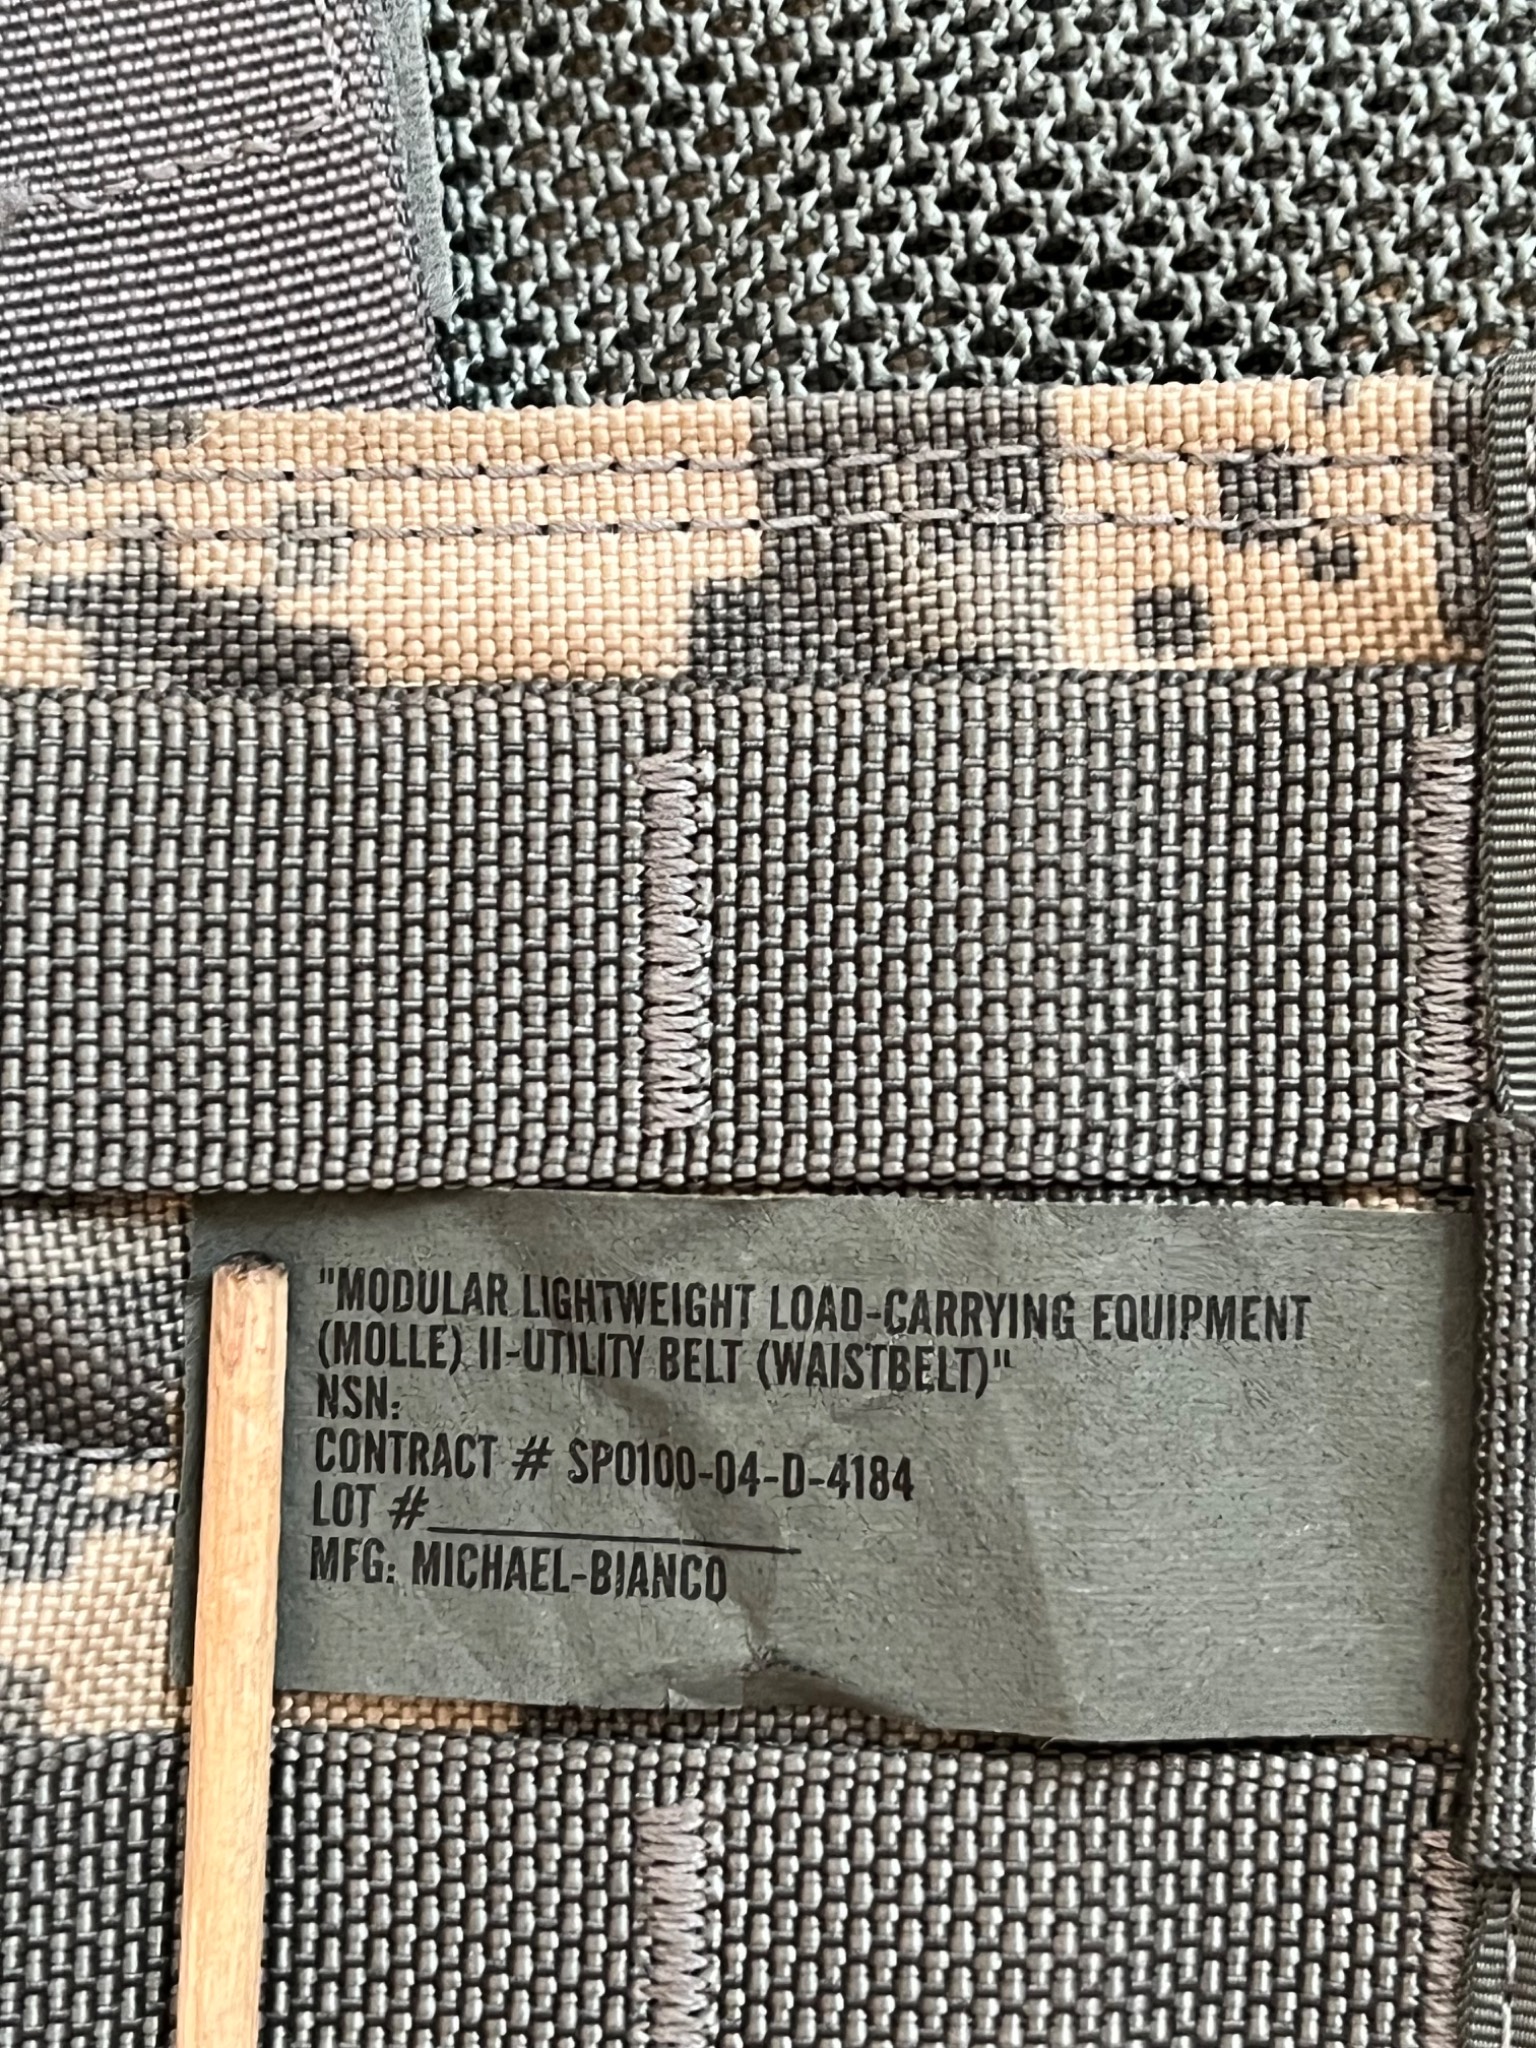 "MODULAR LIGHTWEIGHT LOAD-CARRYING EQUIPMENT
(MOLLE) II-UTILITY BELT (WAISTBELT)"
NSN:
CONTRACT # SP0100-04-D-4184
LOT #____________________
MFG: MICHAEL-BIANCO